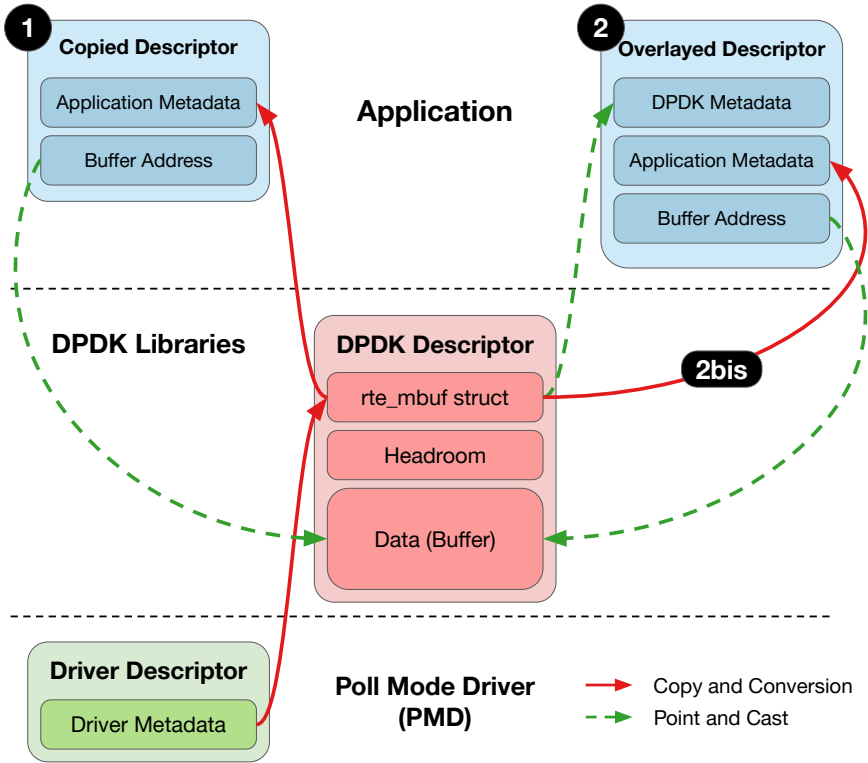 1
Copied Descriptor
Application Metadata
Buffer Address
Application
2
Overlayed Descriptor
DPDK Metadata
Application Metadata
Buffer Address
DPDK Libraries
DPDK Descriptor
rte_mbuf struct
Headroom
Data (Buffer)
2bis
Driver Descriptor
Driver Metadata
Poll Mode Driver
(PMD)
Copy and Conversion
Point and Cast